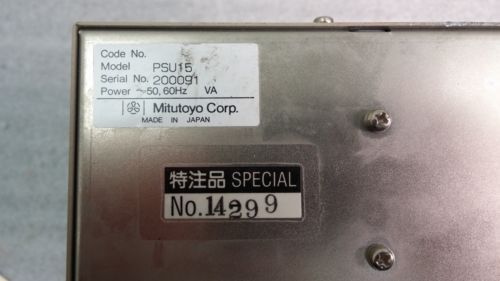 Code No.
Model PSU15
Serial No. 200091
Power ~50,60Hz VA
Mitutoyo Corp.
MADE IN JAPAN
特注品 SPECIAL
No.14299